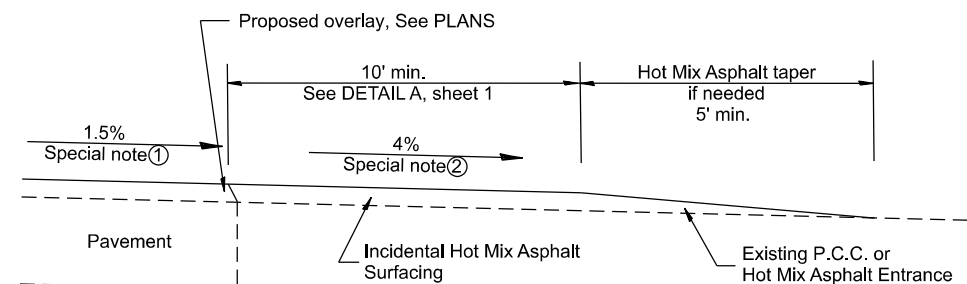 Proposed overlay, See PLANS
10' min.
See DETAIL A, sheet 1
Hot Mix Asphalt taper
if needed
5' min.
1.5%
Special note①
4%
Special note②
Pavement
Incidental Hot Mix Asphalt
Surfacing
Existing P.C.C. or
Hot Mix Asphalt Entrance